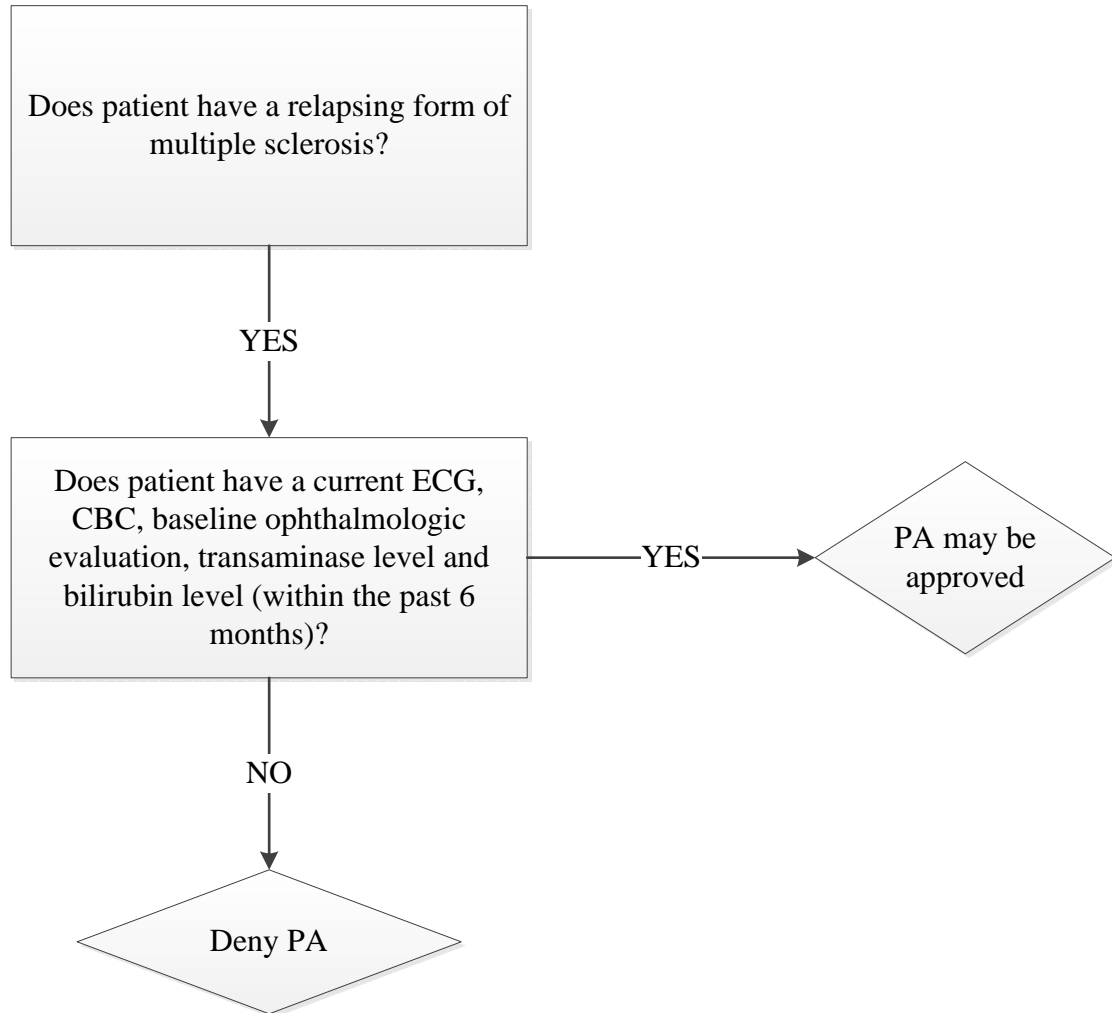 Does patient have a relapsing form of
multiple sclerosis?
YES
Does patient have a current ECG,
CBC, baseline ophthalmologic
evaluation, transaminase level and
bilirubin level (within the past 6
months)?
YES
PA may be
approved
NO
Deny PA